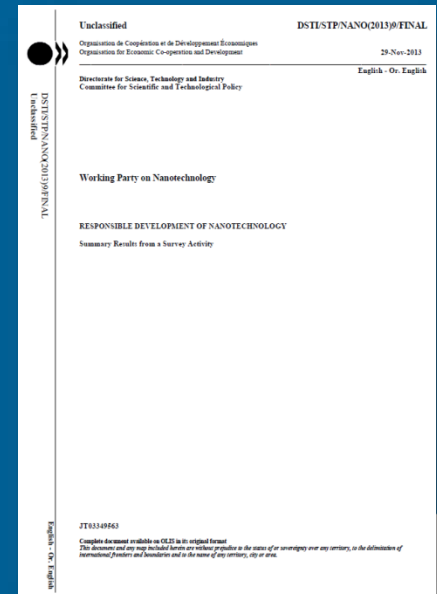 Unclassified DSTI/STP/NANO(2013)9/FINAL
Organisation de Coopération et de Développement Économiques
Organisation for Economic Co-operation and Development 29-Nov-2013
English - Or. English
Directorate for Science, Technology and Industry
Committee for Scientific and Technological Policy
DSTI/STP/NANO(2013)9/FINAL
Unclassified
Working Party on Nanotechnology
RESPONSIBLE DEVELOPMENT OF NANOTECHNOLOGY
Summary Results from a Survey Activity
English - Or. English
JT03349563
Complete document available on OLIS in its original format
This document and any map included herein are without prejudice to the status of or sovereignty over any territory, to the delimitation of
international frontiers and boundaries and to the name of any territory, city or area.